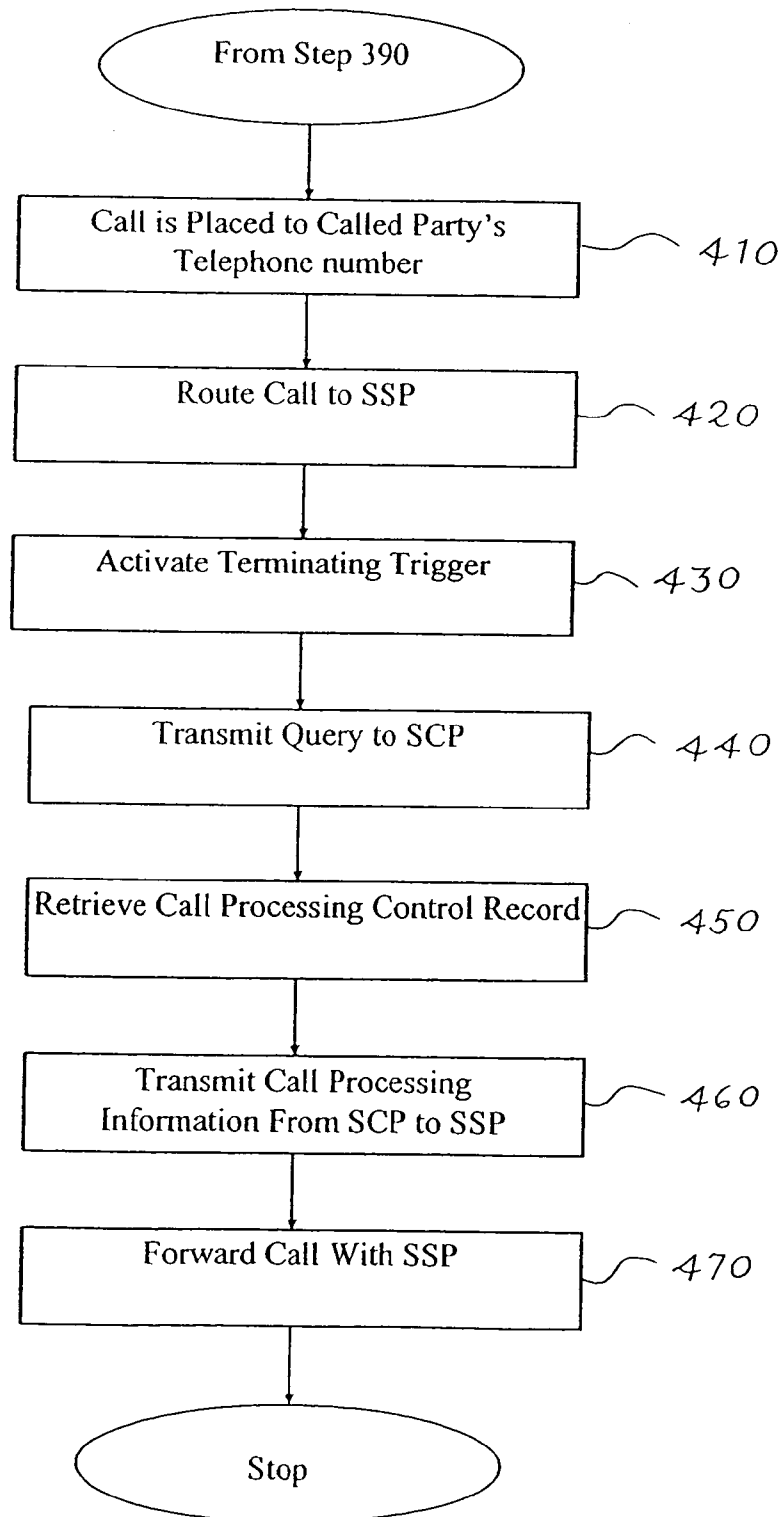 From Step 390
Call is Placed to Called Party's
Telephone number
410
Route Call to SSP
420
Activate Terminating Trigger
430
Transmit Query to SCP
440
Retrieve Call Processing Control Record
450
Transmit Call Processing
Information From SCP to SSP
460
Forward Call With SSP
470
Stop